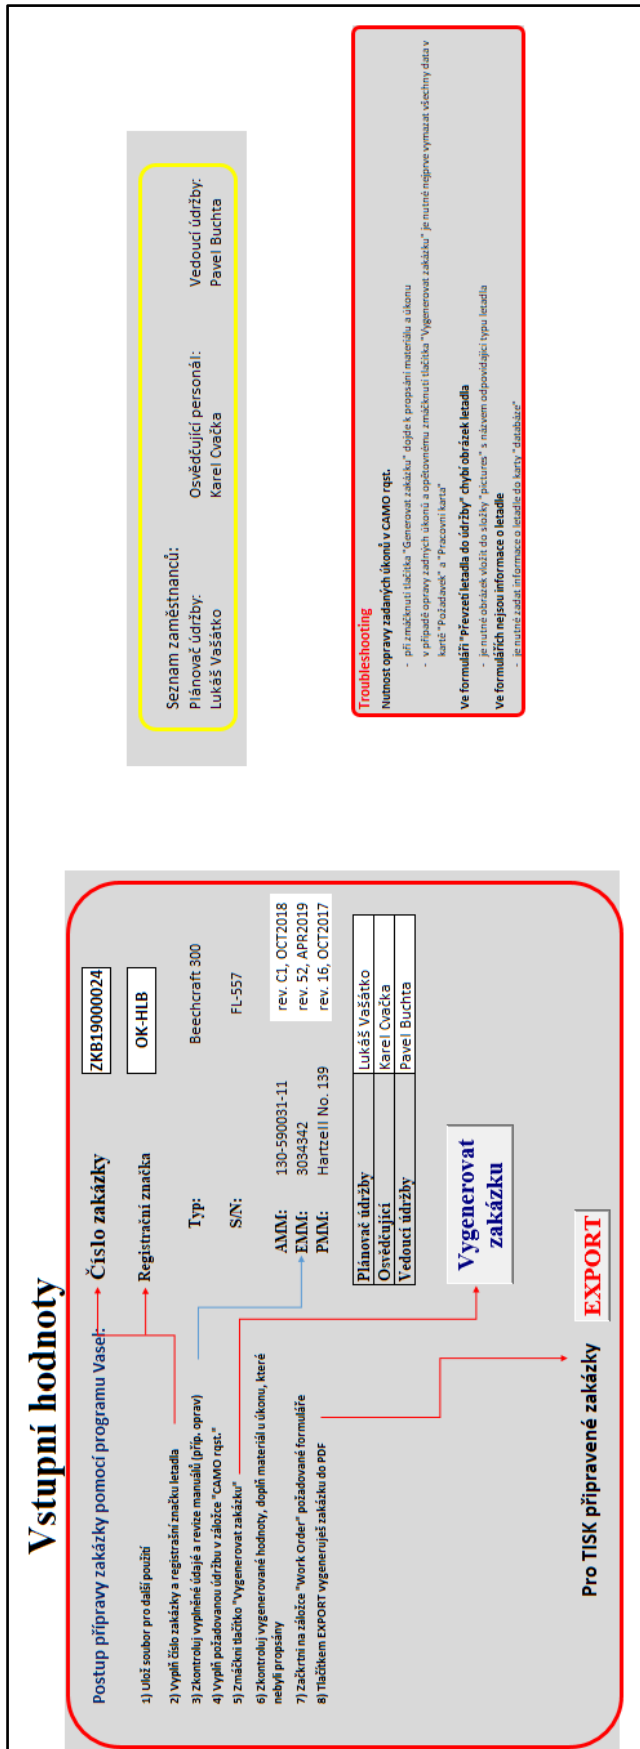 Vstupní hodnoty
Postup přípravy zakázky pomocí programu Vasel:
1) Ulož soubor pro další použití
2) Vyplň číslo zakázky a registrašní značku letadla
3) Zkontroluj vyplněné údajě a revize manuálů (příp. oprav)
4) Vyplň požadovanou údržbu v záložce "CAMO rqst."
5) Zmáčkni tlačítko "Vygenerovat zakázku"
6) Zkontroluj vygenerované hodnoty, doplň materiál u úkonu, které
nebyli propsány
7) Začkrtni na záložce "Work Order" požadované formuláře
8) Tlačítkem EXPORT vygeneruješ zakázku do PDF
Číslo zakázky ZKB19000024
Registrační značka OK-HLB
Typ: Beechcraft 300
S/N: FL-557
AMM: 130-590031-11 rev. C1, OCT2018
EMM: 3034342 rev. 52, APR2019
PMM: Hartzell No. 139 rev. 16, OCT2017
Plánovač údržby Lukáš Vašátko
Osvědčující Karel Cvačka
Vedoucí údržby Pavel Buchta
Vygenerovat
zakázku
Pro TISK připravené zakázky EXPORT
Seznam zaměstnanců:
Plánovač údržby: Osvědčující personál: Vedoucí údržby:
Lukáš Vašátko Karel Cvačka Pavel Buchta
Troubleshooting
Nutnost opravy zadaných úkonů v CAMO rqst.
- při zmáčknutí tlačítka "Generovat zakázku" dojde k propsání materiálu a úkonu
- v případě opravy zadných úkonů a opětovnému zmáčknutí tlačítka "Vygenerovat zakázku" je nutné nejprve vymazat všechny data v
kartě "Požadavek" a "Pracovní karta"
Ve formuláři "Převzetí letadla do údržby" chybí obrázek letadla
- je nutné obrázek vložit do složky "pictures" s názvem odpovídající typu letadla
Ve formulářích nejsou informace o letadle
- je nutné zadat informace o letadle do karty "databáze"